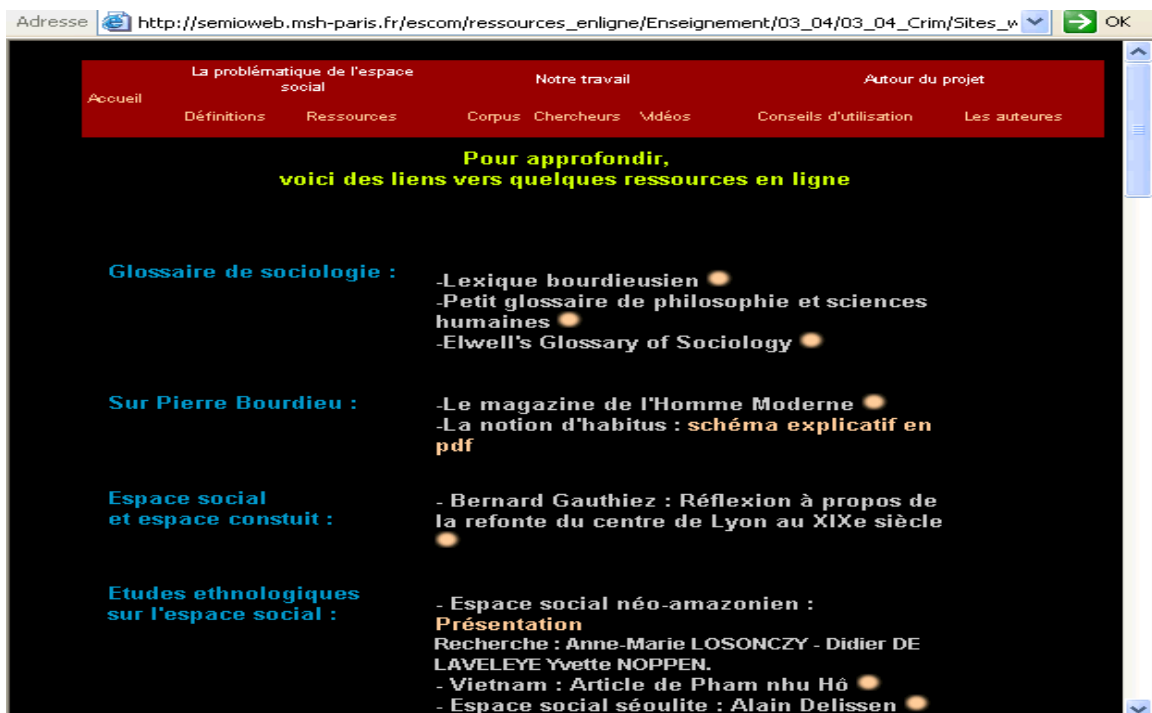 Adresse http://semioweb.msh-paris.fr/escom/ressources_enligne/Enseignement/03_04/03_04_Crim/Sites_w OK
La problématique de l'espace social
Notre travail
Autour du projet
Accueil
Définitions Ressources Corpus Chercheurs Vidéos Conseils d'utilisation Les auteures
Pour approfondir,
voici des liens vers quelques ressources en ligne
Glossaire de sociologie :
-Lexique bourdieusien
-Petit glossaire de philosophie et sciences
humaines
-Elwell's Glossary of Sociology
Sur Pierre Bourdieu :
-Le magazine de l'Homme Moderne
-La notion d'habitus : schéma explicatif en
pdf
Espace social
et espace constuit :
- Bernard Gauthiez : Réflexion à propos de
la refonte du centre de Lyon au XIXe siècle
Etudes ethnologiques
sur l'espace social :
- Espace social néo-amazonien :
Présentation
Recherche : Anne-Marie LOSONCZY - Didier DE
LAVELEYE Yvette NOPPEN.
- Vietnam : Article de Pham nhu Hô
- Espace social séoulite : Alain Delissen